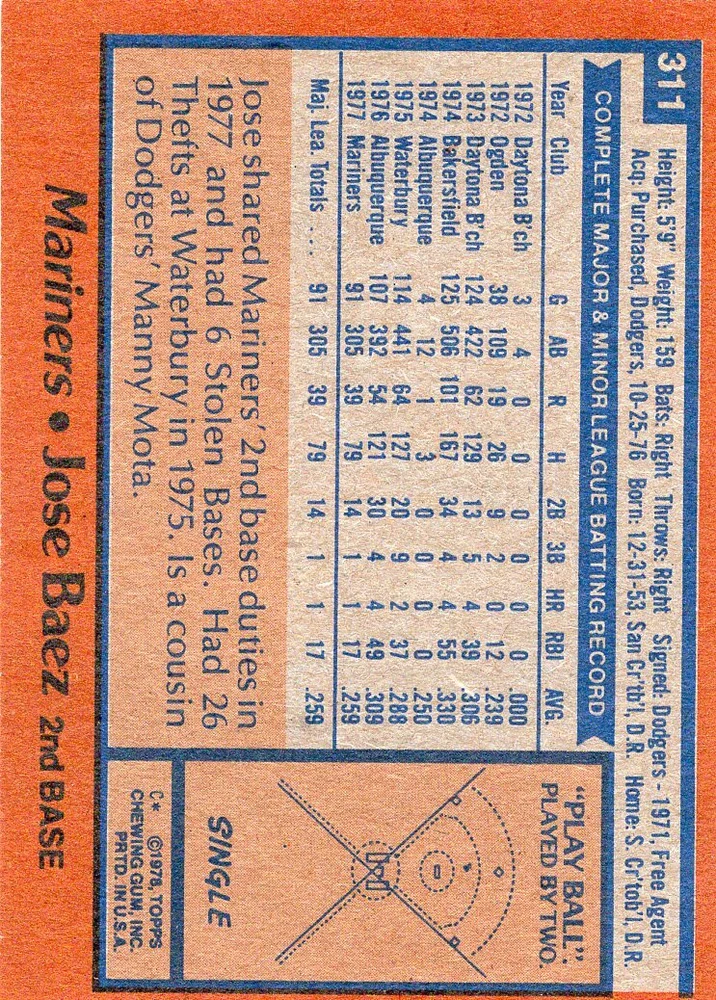 311
Height: 5'9" Weight: 159 Bats: Right Throws: Right Signed: Dodgers - 1971, Free Agent
Acq: Purchased, Dodgers, 10-25-76 Born: 12-31-53, San Cr'tb'l, D.R. Home: S. Cr'tob'l, D.R.
COMPLETE MAJOR & MINOR LEAGUE BATTING RECORD
Year Club G AB R H 2B 3B HR RBI AVG.
1972 Daytona B'ch 3 4 0 0 0 0 0 0 .000
1972 Ogden 38 109 19 26 9 2 0 12 .239
1973 Daytona B'ch 124 422 62 129 13 5 4 39 .306
1974 Bakersfield 125 506 101 167 34 4 4 55 .330
1974 Albuquerque 4 12 1 3 0 0 0 0 .250
1975 Waterbury 114 441 64 127 20 9 2 37 .288
1976 Albuquerque 107 392 54 121 30 4 4 49 .309
1977 Mariners 91 305 39 79 14 1 1 17 .259
Maj. Lea. Totals ... 91 305 39 79 14 1 1 17 .259
Jose shared Mariners' 2nd base duties in
1977 and had 6 Stolen Bases. Had 26
Thefts at Waterbury in 1975. Is a cousin
of Dodgers' Manny Mota.
"PLAY BALL"
PLAYED BY TWO.
SINGLE
C* ©1978, TOPPS
CHEWING GUM, INC.
PRTD. IN U.S.A.
Mariners • Jose Baez 2nd BASE